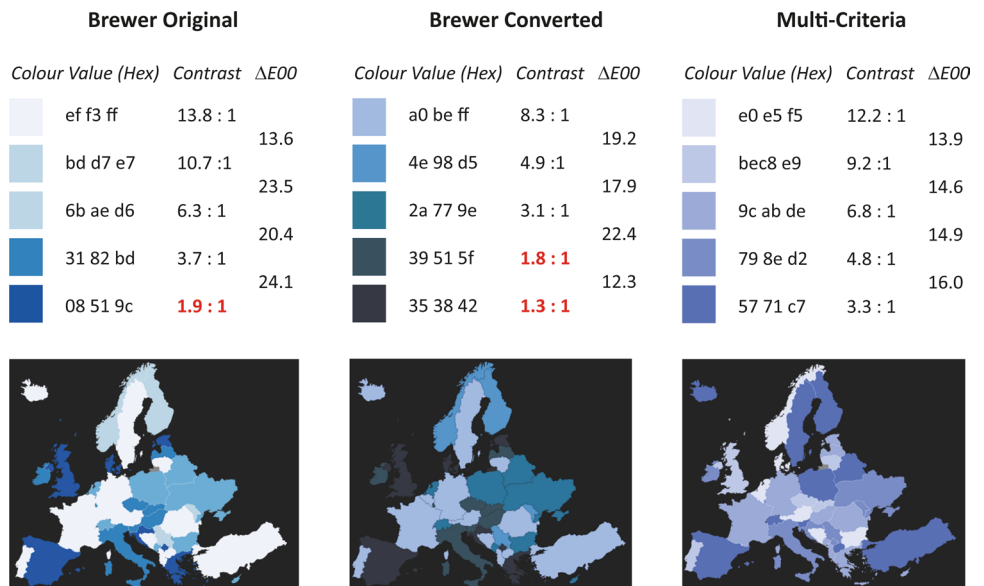 Brewer Original
Colour Value (Hex) Contrast ΔE00
ef f3 ff 13.8 : 1
13.6
bd d7 e7 10.7 :1
23.5
6b ae d6 6.3 : 1
20.4
31 82 bd 3.7 : 1
24.1
08 51 9c 1.9 : 1
Brewer Converted
Colour Value (Hex) Contrast ΔE00
a0 be ff 8.3 : 1
19.2
4e 98 d5 4.9 :1
17.9
2a 77 9e 3.1 : 1
22.4
39 51 5f 1.8 : 1
12.3
35 38 42 1.3 : 1
Multi-Criteria
Colour Value (Hex) Contrast ΔE00
e0 e5 f5 12.2 : 1
13.9
bec8 e9 9.2 :1
14.6
9c ab de 6.8 : 1
14.9
79 8e d2 4.8 : 1
16.0
57 71 c7 3.3 : 1